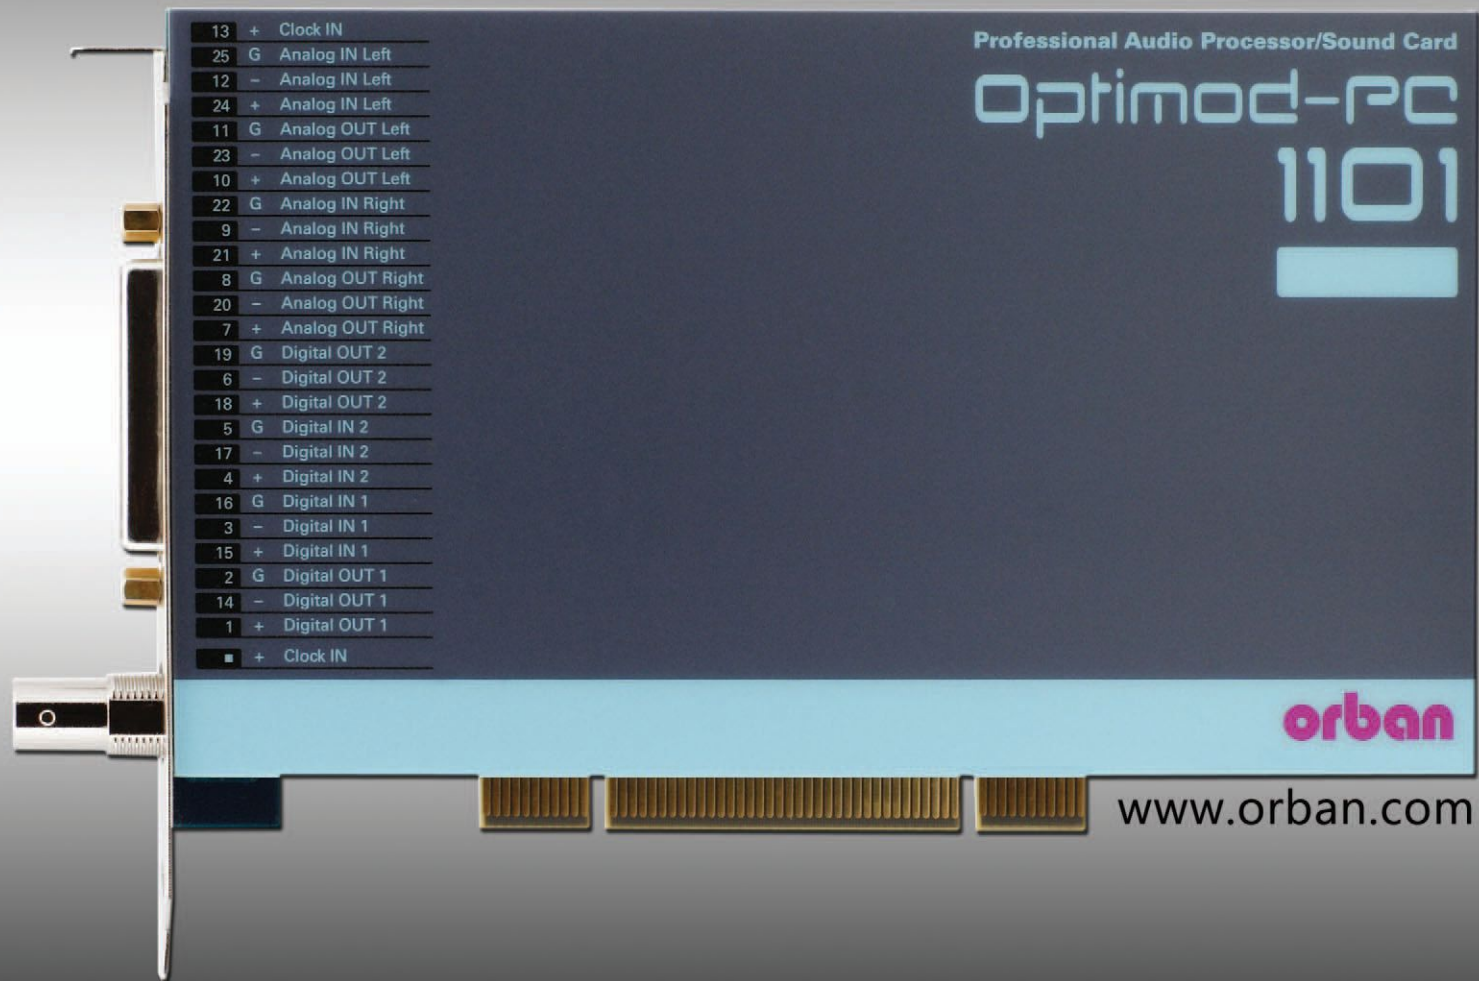 13 + Clock IN
25 G Analog IN Left
12 – Analog IN Left
24 + Analog IN Left
11 G Analog OUT Left
23 – Analog OUT Left
10 + Analog OUT Left
22 G Analog IN Right
9 – Analog IN Right
21 + Analog IN Right
8 G Analog OUT Right
20 – Analog OUT Right
7 + Analog OUT Right
19 G Digital OUT 2
6 – Digital OUT 2
18 + Digital OUT 2
5 G Digital IN 2
17 – Digital IN 2
4 + Digital IN 2
16 G Digital IN 1
3 – Digital IN 1
15 + Digital IN 1
2 G Digital OUT 1
14 – Digital OUT 1
1 + Digital OUT 1
■ + Clock IN
Professional Audio Processor/Sound Card
Optimod-PC
1101
orban
www.orban.com